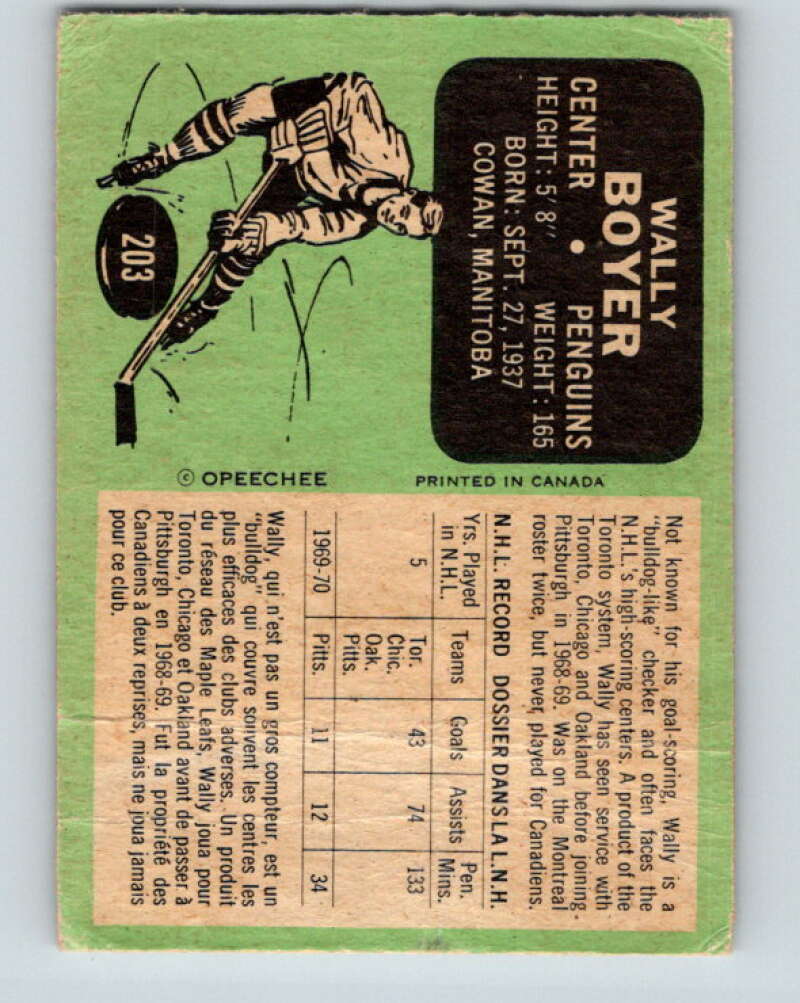 WALLY
BOYER
CENTER • PENGUINS
HEIGHT: 5' 8" WEIGHT: 165
BORN: SEPT. 27, 1937
COWAN, MANITOBA
203
© OPEECHEE
PRINTED IN CANADA
Not known for his goal-scoring, Wally is a
"bulldog-like" checker and often faces the
N.H.L.'s high-scoring centers. A product of the
Toronto system, Wally has seen service with
Toronto, Chicago and Oakland before joining
Pittsburgh in 1968-69. Was on the Montreal
roster twice, but never played for Canadiens.
N.H.L. RECORD DOSSIER DANS LA L.N.H.
Yrs. Played Teams Goals Assists Pen.
in N.H.L. Mins.
5 Tor. 43 74 133
Chic.
Oak.
Pitts.
1969-70 Pitts. 11 12 34
Wally, qui n'est pas un gros compteur, est un
"bulldog" qui couvre souvent les centres les
plus efficaces des clubs adverses. Un produit
du réseau des Maple Leafs, Wally joua pour
Toronto, Chicago et Oakland avant de passer à
Pittsburgh en 1968-69. Fut la propriété des
Canadiens à deux reprises, mais ne joua jamais
pour ce club.